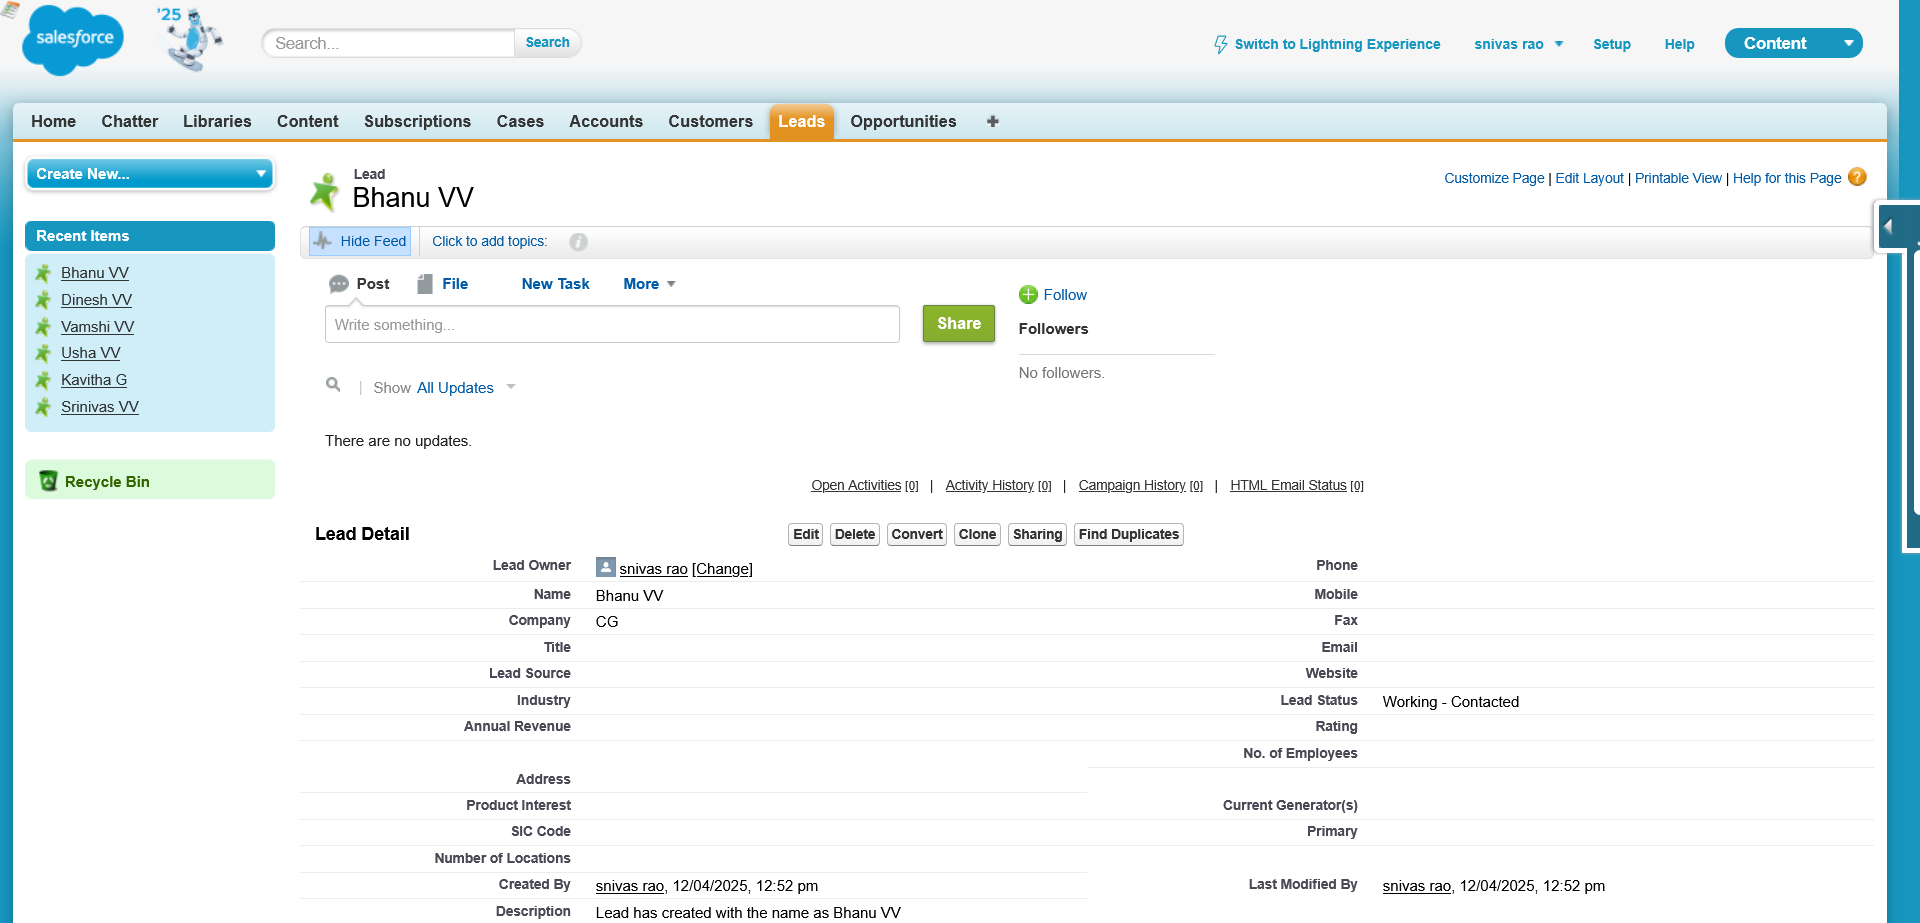 salesforce
'25
Search...
Search
Switch to Lightning Experience
snivas rao
Setup
Help
Content
Home
Chatter
Libraries
Content
Subscriptions
Cases
Accounts
Customers
Leads
Opportunities
+
Create New...
Recent Items
Bhanu VV
Dinesh VV
Vamshi VV
Usha VV
Kavitha G
Srinivas VV
Recycle Bin
Lead
Bhanu VV
Customize Page | Edit Layout | Printable View | Help for this Page ?
Hide Feed
Click to add topics:
i
Post
File
New Task
More
Write something...
Share
Follow
Followers
No followers.
| Show All Updates
There are no updates.
Open Activities [0] | Activity History [0] | Campaign History [0] | HTML Email Status [0]
Lead Detail
Edit
Delete
Convert
Clone
Sharing
Find Duplicates
Lead Owner snivas rao [Change]
Phone
Name Bhanu VV
Mobile
Company CG
Fax
Title
Email
Lead Source
Website
Industry
Lead Status Working - Contacted
Annual Revenue
Rating
No. of Employees
Address
Product Interest
Current Generator(s)
SIC Code
Primary
Number of Locations
Created By snivas rao, 12/04/2025, 12:52 pm
Last Modified By snivas rao, 12/04/2025, 12:52 pm
Description Lead has created with the name as Bhanu VV